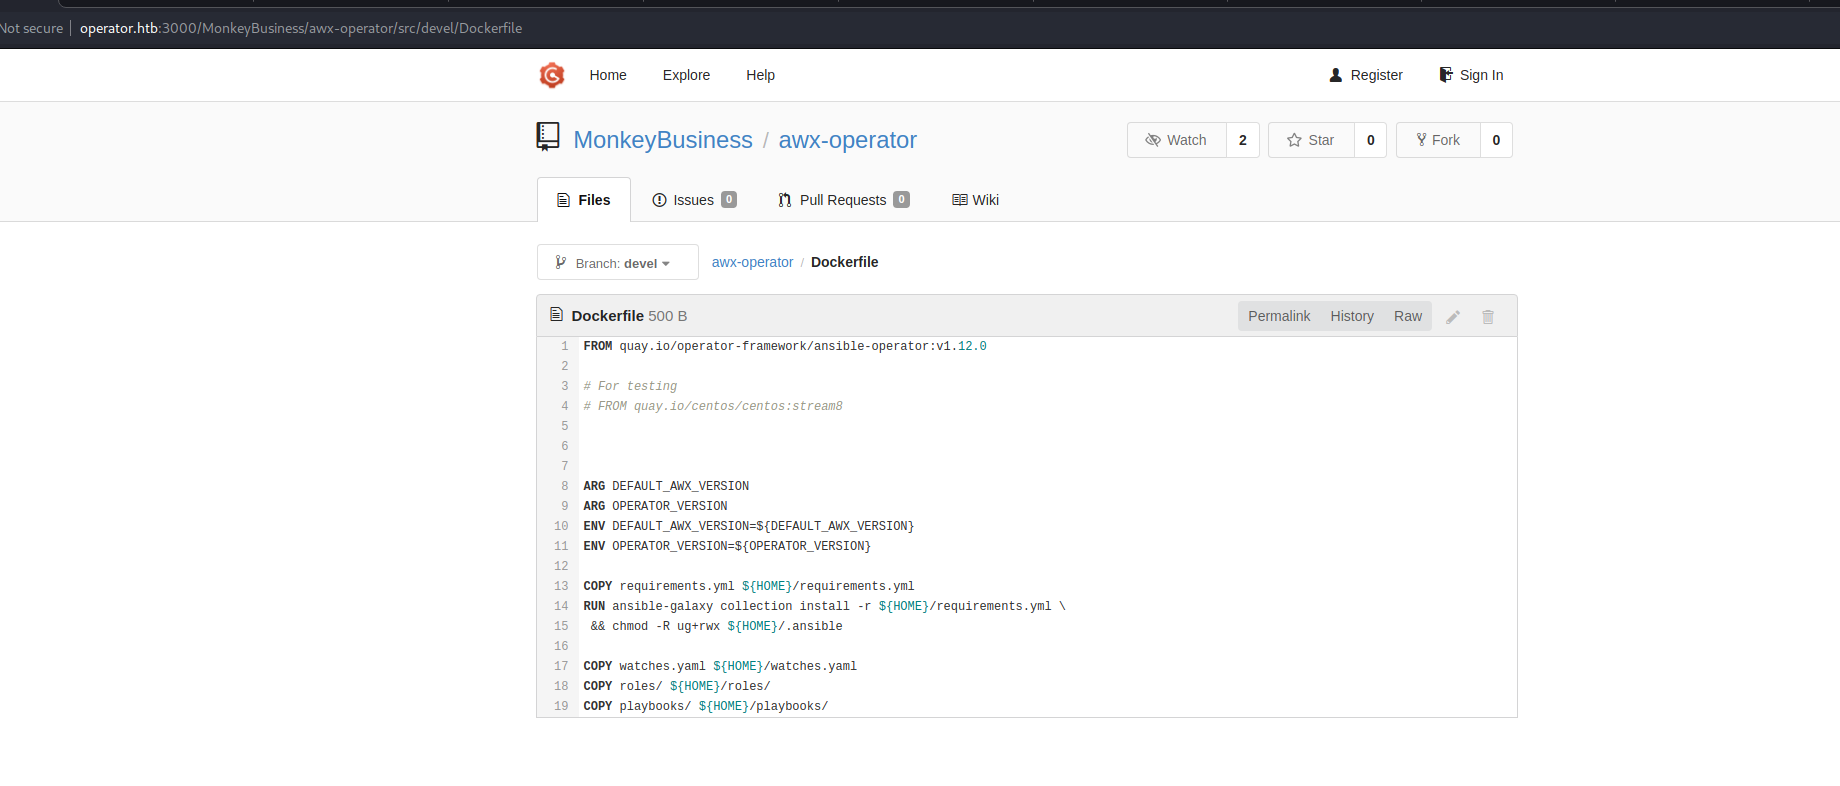 Not secure operator.htb:3000/MonkeyBusiness/awx-operator/src/devel/Dockerfile
Home Explore Help Register Sign In
MonkeyBusiness / awx-operator Watch 2 Star 0 Fork 0
Files Issues 0 Pull Requests 0 Wiki
Branch: devel awx-operator / Dockerfile
Dockerfile 500 B Permalink History Raw
1 FROM quay.io/operator-framework/ansible-operator:v1.12.0
2
3 # For testing
4 # FROM quay.io/centos/centos:stream8
5
6
7
8 ARG DEFAULT_AWX_VERSION
9 ARG OPERATOR_VERSION
10 ENV DEFAULT_AWX_VERSION=${DEFAULT_AWX_VERSION}
11 ENV OPERATOR_VERSION=${OPERATOR_VERSION}
12
13 COPY requirements.yml ${HOME}/requirements.yml
14 RUN ansible-galaxy collection install -r ${HOME}/requirements.yml \
15  && chmod -R ug+rwx ${HOME}/.ansible
16
17 COPY watches.yaml ${HOME}/watches.yaml
18 COPY roles/ ${HOME}/roles/
19 COPY playbooks/ ${HOME}/playbooks/